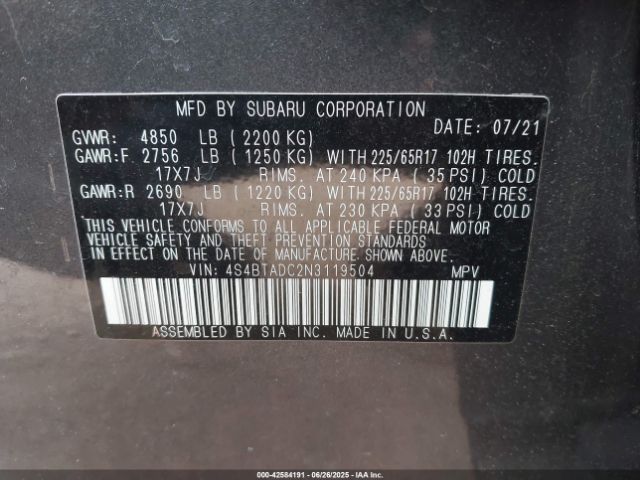 MFD BY SUBARU CORPORATION
DATE: 07/21
GVWR: 4850 LB (2200 KG)
GAWR:F 2756 LB (1250 KG) WITH 225/65R17 102H TIRES.
17X7J RIMS. AT 240 KPA (35 PSI) COLD
GAWR:R 2690 LB (1220 KG) WITH 225/65R17 102H TIRES.
17X7J RIMS. AT 230 KPA (33 PSI) COLD
THIS VEHICLE CONFORMS TO ALL APPLICABLE FEDERAL MOTOR
VEHICLE SAFETY AND THEFT PREVENTION STANDARDS
IN EFFECT ON THE DATE OF MANUFACTURE SHOWN ABOVE.
VIN: 4S4BTADC2N3119504 MPV
ASSEMBLED BY SIA INC. MADE IN U.S.A.
000-42584191 - 06/26/2025 - IAAI.com